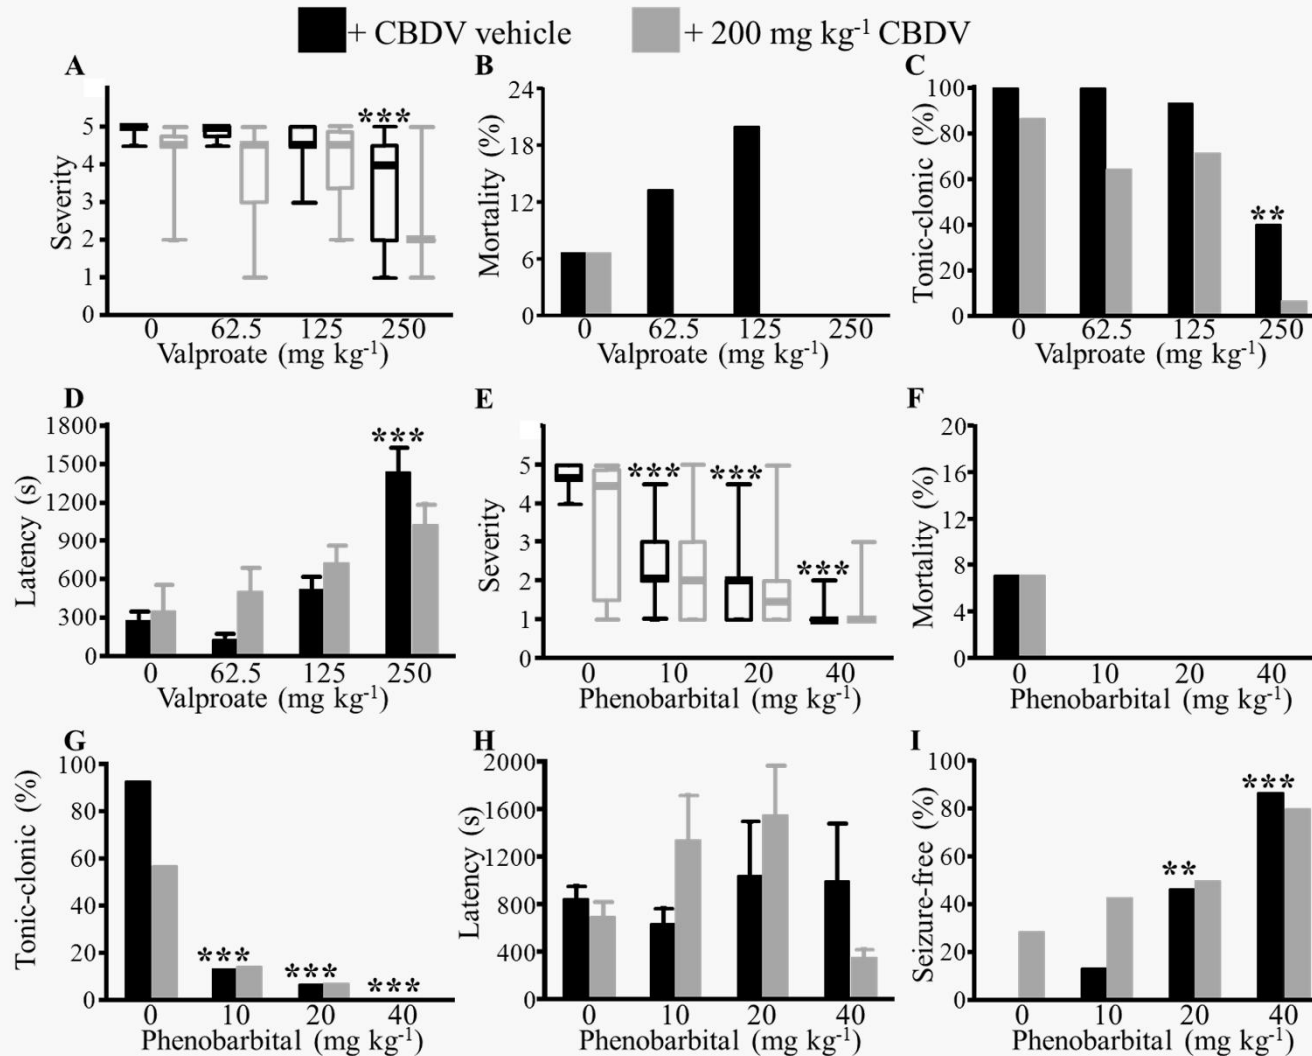 + CBDV vehicle + 200 mg kg⁻¹ CBDV
A
Severity
5
4
3
2
1
0
***
0 62.5 125 250
Valproate (mg kg⁻¹)
B
Mortality (%)
24
18
12
6
0
0 62.5 125 250
Valproate (mg kg⁻¹)
C
Tonic-clonic (%)
100
80
60
40
20
0
**
0 62.5 125 250
Valproate (mg kg⁻¹)
D
Latency (s)
1800
1500
1200
900
600
300
0
***
0 62.5 125 250
Valproate (mg kg⁻¹)
E
Severity
5
4
3
2
1
0
*** *** ***
0 10 20 40
Phenobarbital (mg kg⁻¹)
F
Mortality (%)
20
16
12
8
4
0
0 10 20 40
Phenobarbital (mg kg⁻¹)
G
Tonic-clonic (%)
100
80
60
40
20
0
*** *** ***
0 10 20 40
Phenobarbital (mg kg⁻¹)
H
Latency (s)
2000
1600
1200
800
400
0
0 10 20 40
Phenobarbital (mg kg⁻¹)
I
Seizure-free (%)
100
80
60
40
20
0
** ***
0 10 20 40
Phenobarbital (mg kg⁻¹)